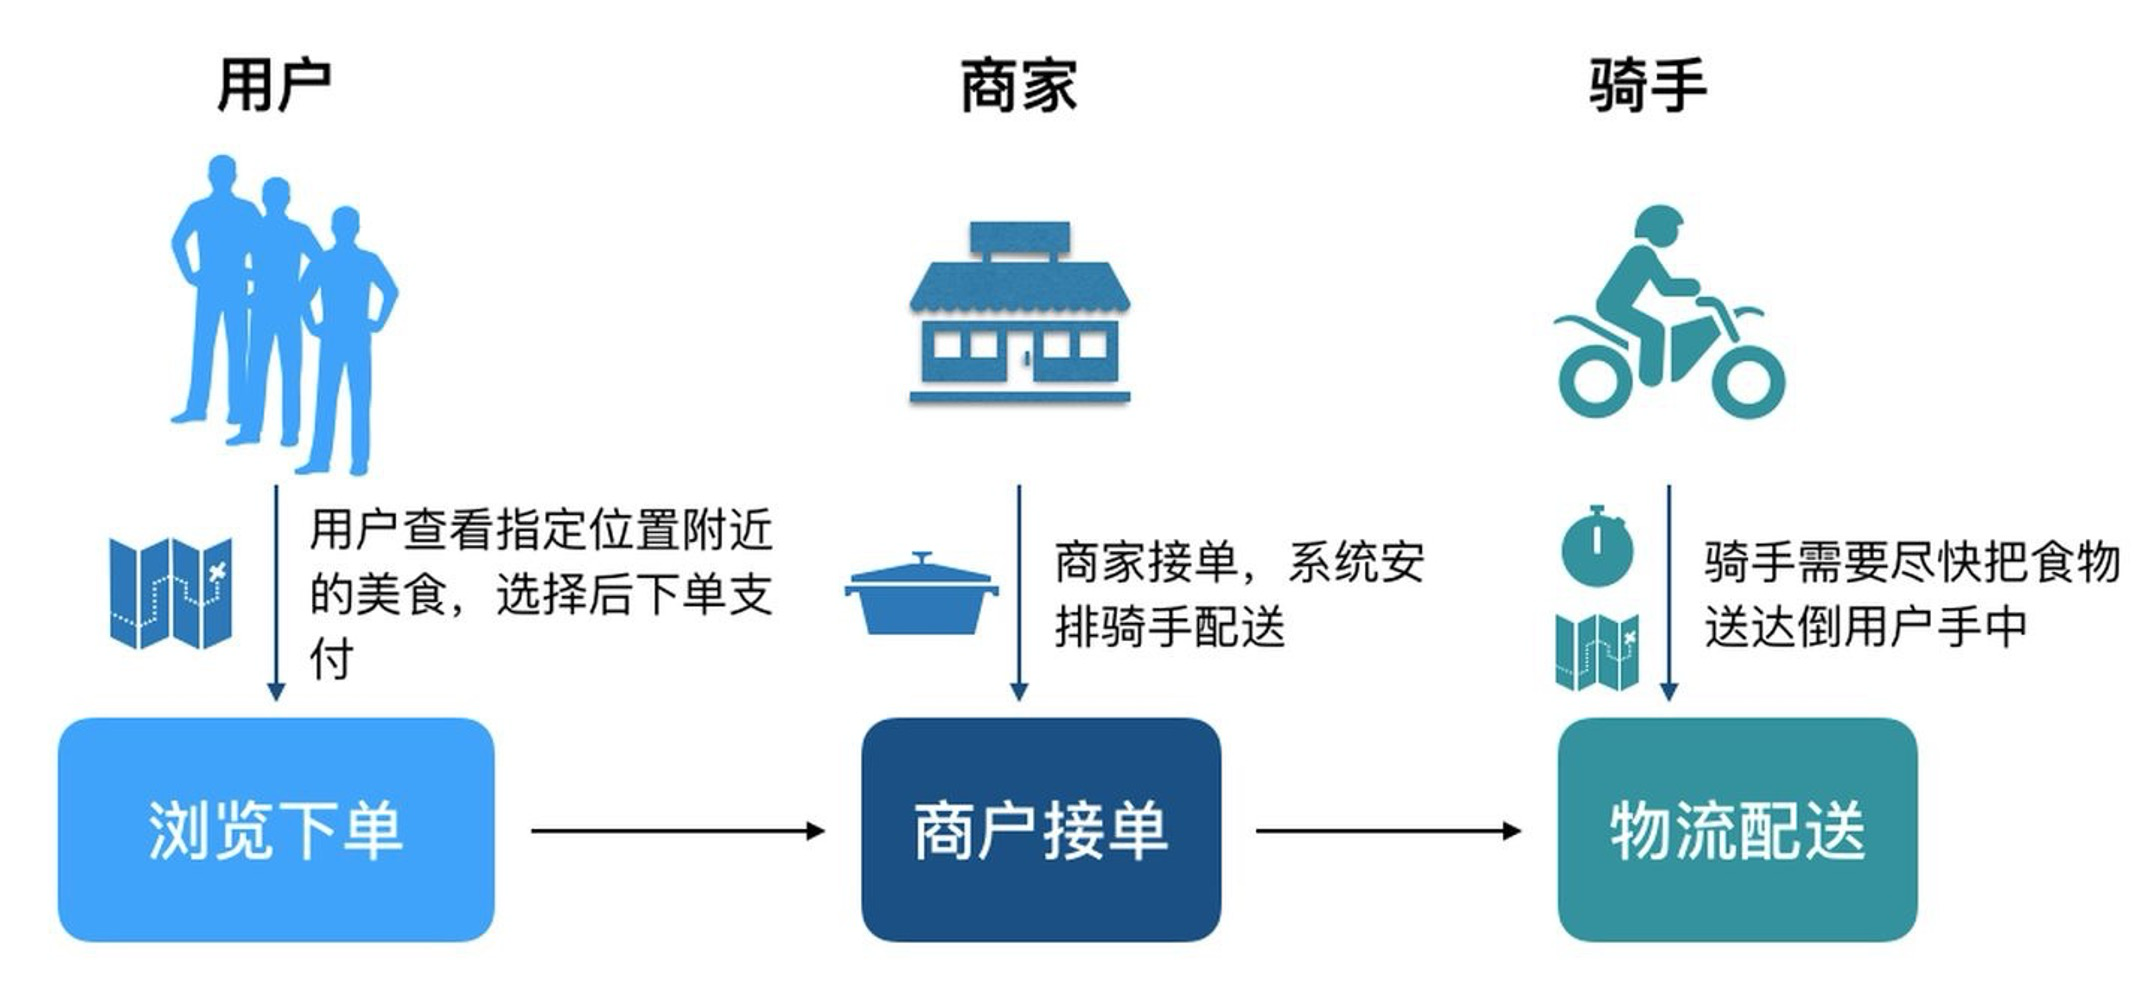 用户
商家
骑手
用户查看指定位置附近
的美食，选择后下单支
付
商家接单，系统安
排骑手配送
骑手需要尽快把食物
送达倒用户手中
浏览下单
商户接单
物流配送